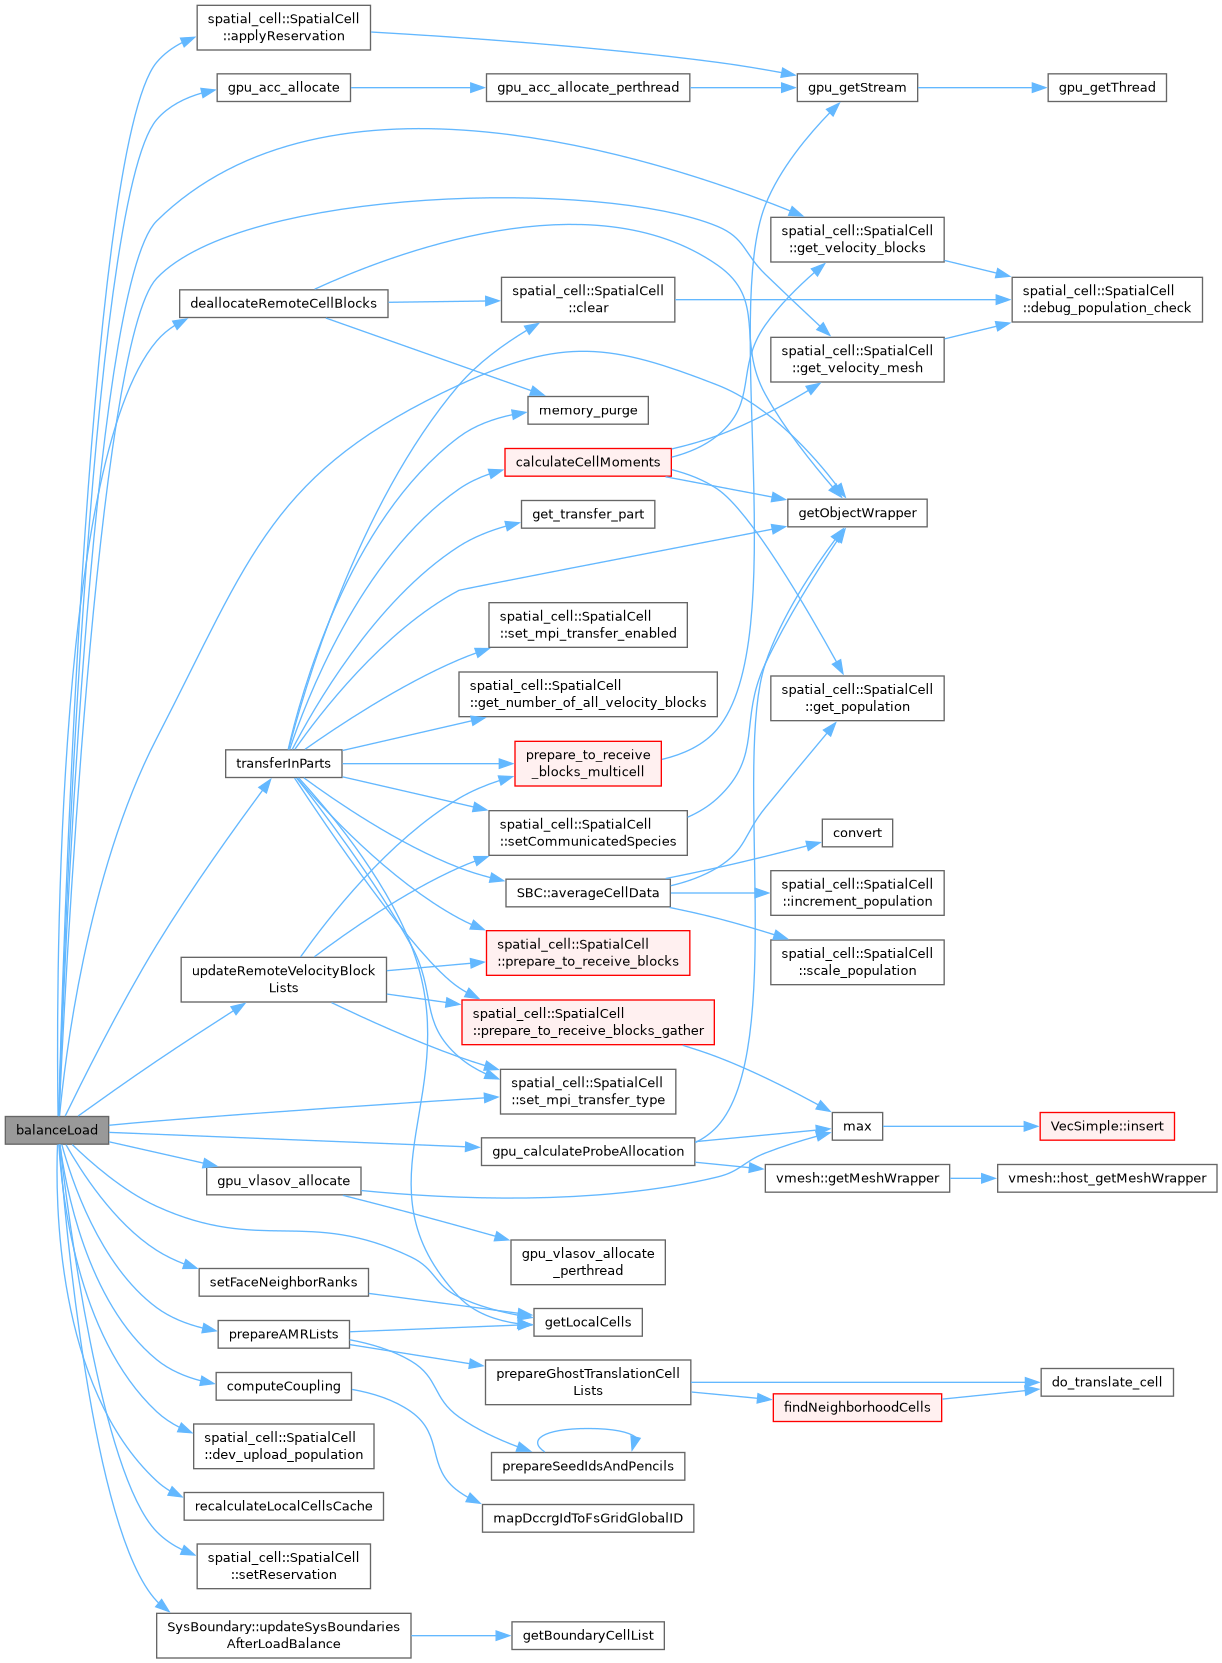 spatial_cell::SpatialCell
::applyReservation
gpu_acc_allocate
gpu_acc_allocate_perthread
gpu_getStream
gpu_getThread
spatial_cell::SpatialCell
::get_velocity_blocks
deallocateRemoteCellBlocks
spatial_cell::SpatialCell
::clear
spatial_cell::SpatialCell
::debug_population_check
spatial_cell::SpatialCell
::get_velocity_mesh
memory_purge
calculateCellMoments
get_transfer_part
getObjectWrapper
spatial_cell::SpatialCell
::set_mpi_transfer_enabled
spatial_cell::SpatialCell
::get_number_of_all_velocity_blocks
spatial_cell::SpatialCell
::get_population
transferInParts
prepare_to_receive
_blocks_multicell
spatial_cell::SpatialCell
::setCommunicatedSpecies
convert
SBC::averageCellData
spatial_cell::SpatialCell
::increment_population
spatial_cell::SpatialCell
::prepare_to_receive_blocks
spatial_cell::SpatialCell
::scale_population
updateRemoteVelocityBlock
Lists
spatial_cell::SpatialCell
::prepare_to_receive_blocks_gather
spatial_cell::SpatialCell
::set_mpi_transfer_type
balanceLoad
max
VecSimple::insert
gpu_calculateProbeAllocation
gpu_vlasov_allocate
vmesh::getMeshWrapper
vmesh::host_getMeshWrapper
gpu_vlasov_allocate
_perthread
setFaceNeighborRanks
getLocalCells
prepareAMRLists
prepareGhostTranslationCell
Lists
do_translate_cell
computeCoupling
findNeighborhoodCells
spatial_cell::SpatialCell
::dev_upload_population
prepareSeedIdsAndPencils
recalculateLocalCellsCache
mapDccrgIdToFsGridGlobalID
spatial_cell::SpatialCell
::setReservation
SysBoundary::updateSysBoundaries
AfterLoadBalance
getBoundaryCellList